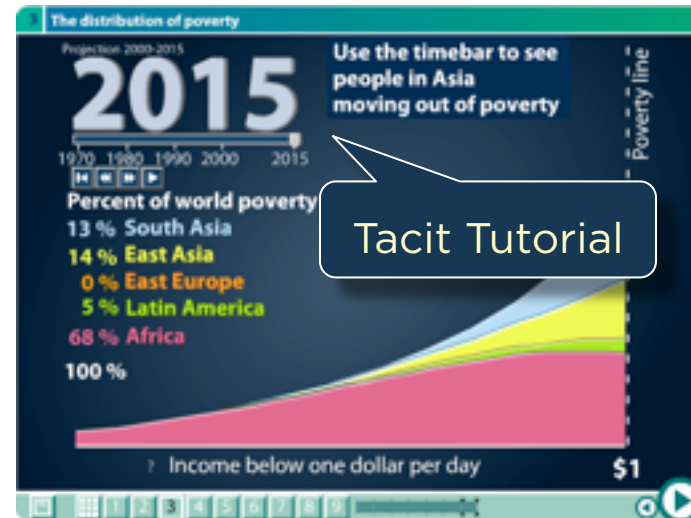 3 The distribution of poverty
Projection 2000-2015
2015
Use the timebar to see
people in Asia
moving out of poverty
Poverty line
1970 1980 1990 2000 2015
Percent of world poverty
13 % South Asia
14 % East Asia
0 % East Europe
5 % Latin America
68 % Africa
100 %
Tacit Tutorial
? Income below one dollar per day
$1
1 2 3 4 5 6 7 8 9